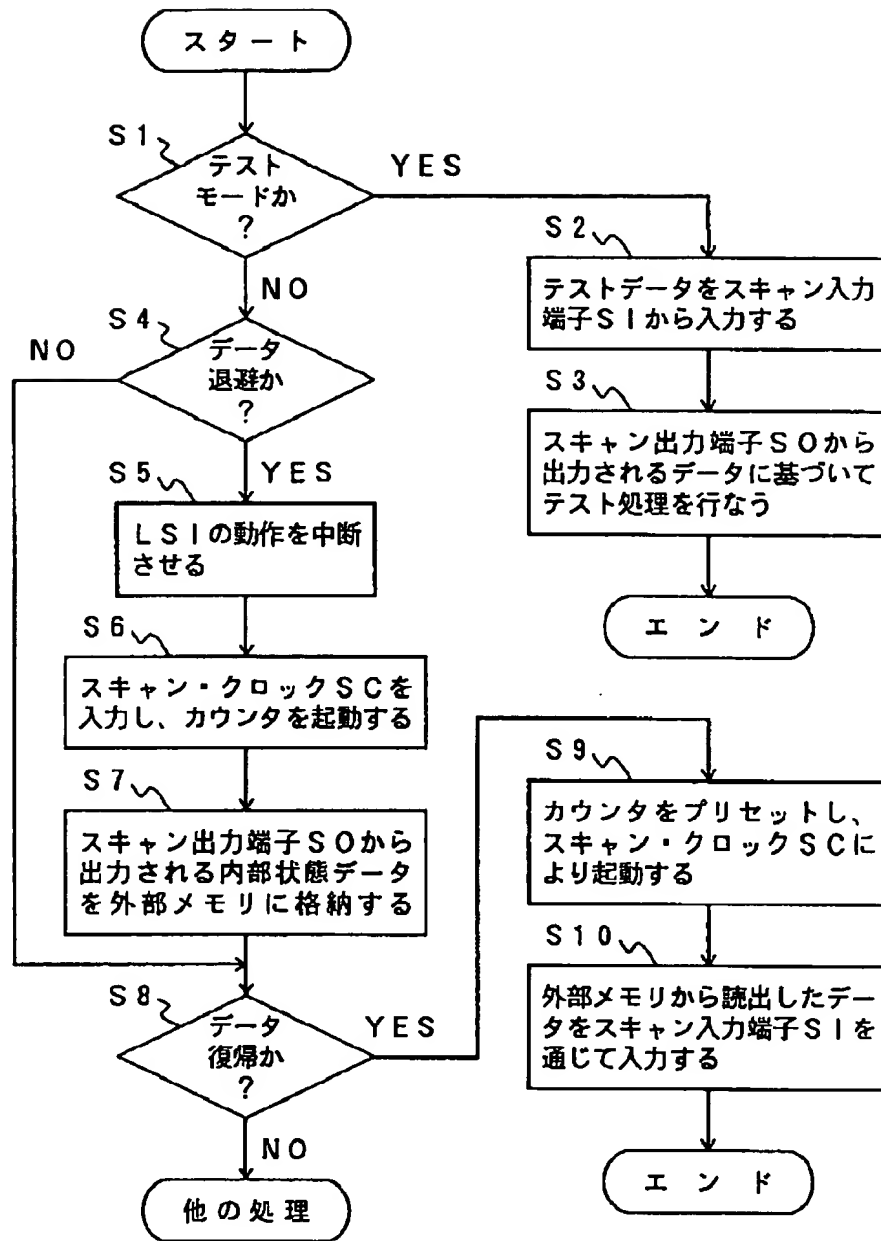 スタート
S1
テスト
モードか
?
YES
NO
S2
テストデータをスキャン入力
端子SIから入力する
S3
スキャン出力端子SOから
出力されるデータに基づいて
テスト処理を行なう
エンド
S4
データ
退避か
?
NO
YES
S5
LSIの動作を中断
させる
S6
スキャン・クロックSCを
入力し、カウンタを起動する
S7
スキャン出力端子SOから
出力される内部状態データ
を外部メモリに格納する
S8
データ
復帰か
?
YES
NO
他の処理
S9
カウンタをプリセットし、
スキャン・クロックSCに
より起動する
S10
外部メモリから読出したデー
タをスキャン入力端子SIを
通じて入力する
エンド